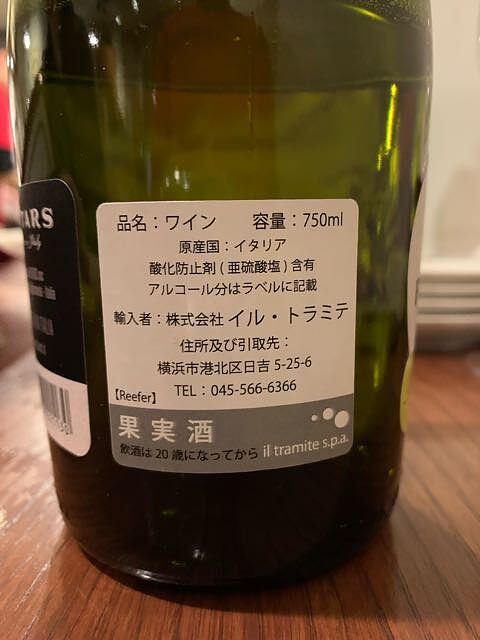 品名：ワイン 容量：750ml
原産国：イタリア
酸化防止剤(亜硫酸塩)含有
アルコール分はラベルに記載
輸入者：株式会社 イル・トラミテ
住所及び引取先：
横浜市港北区日吉 5-25-6
TEL：045-566-6366
【Reefer】
果実酒
飲酒は20歳になってから il tramite s.p.a.